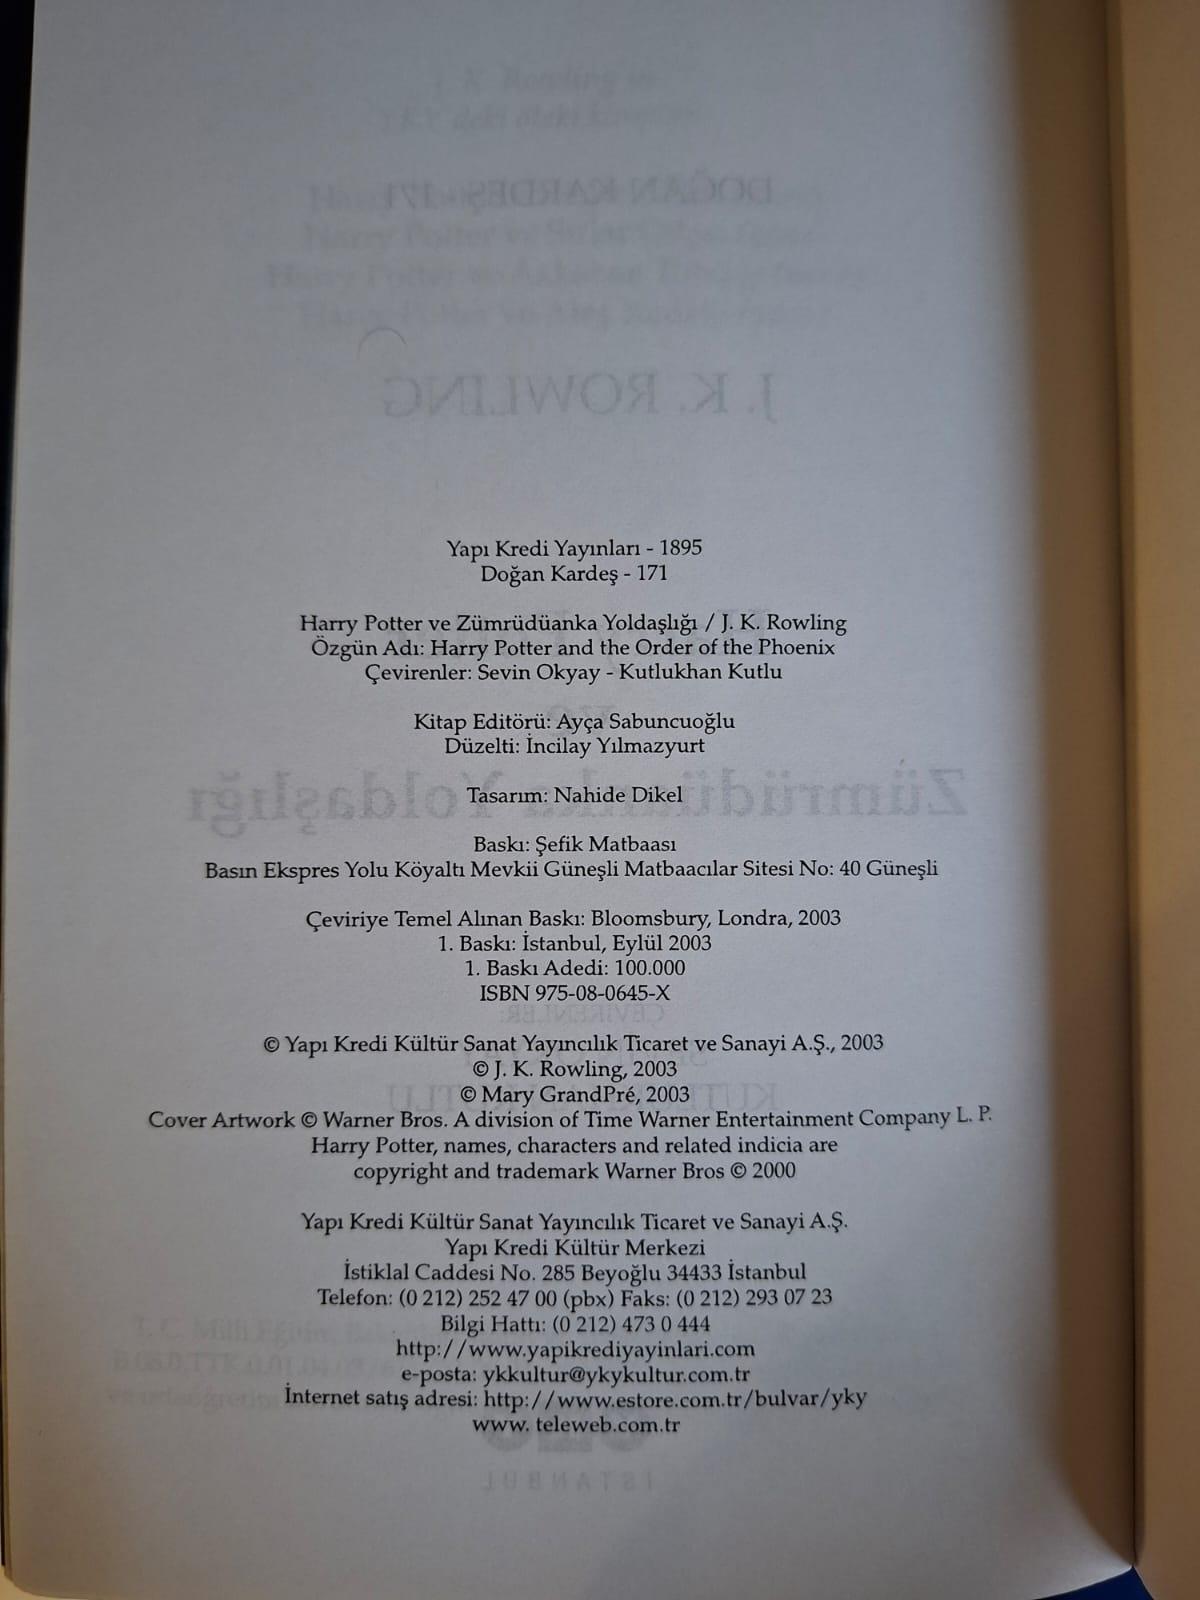 Yapı Kredi Yayınları - 1895
Doğan Kardeş - 171
Harry Potter ve Zümrüdüanka Yoldaşlığı / J. K. Rowling
Özgün Adı: Harry Potter and the Order of the Phoenix
Çevirenler: Sevin Okyay - Kutlukhan Kutlu
Kitap Editörü: Ayça Sabuncuoğlu
Düzelti: İncilay Yılmazyurt
Tasarım: Nahide Dikel
Baskı: Şefik Matbaası
Basın Ekspres Yolu Köyaltı Mevkii Güneşli Matbaacılar Sitesi No: 40 Güneşli
Çeviriye Temel Alınan Baskı: Bloomsbury, Londra, 2003
1. Baskı: İstanbul, Eylül 2003
1. Baskı Adedi: 100.000
ISBN 975-08-0645-X
© Yapı Kredi Kültür Sanat Yayıncılık Ticaret ve Sanayi A.Ş., 2003
© J. K. Rowling, 2003
© Mary GrandPré, 2003
Cover Artwork © Warner Bros. A division of Time Warner Entertainment Company L. P.
Harry Potter, names, characters and related indicia are
copyright and trademark Warner Bros © 2000
Yapı Kredi Kültür Sanat Yayıncılık Ticaret ve Sanayi A.Ş.
Yapı Kredi Kültür Merkezi
İstiklal Caddesi No. 285 Beyoğlu 34433 İstanbul
Telefon: (0 212) 252 47 00 (pbx) Faks: (0 212) 293 07 23
Bilgi Hattı: (0 212) 473 0 444
http://www.yapikrediyayinlari.com
e-posta: ykkultur@ykykultur.com.tr
İnternet satış adresi: http://www.estore.com.tr/bulvar/yky
www. teleweb.com.tr